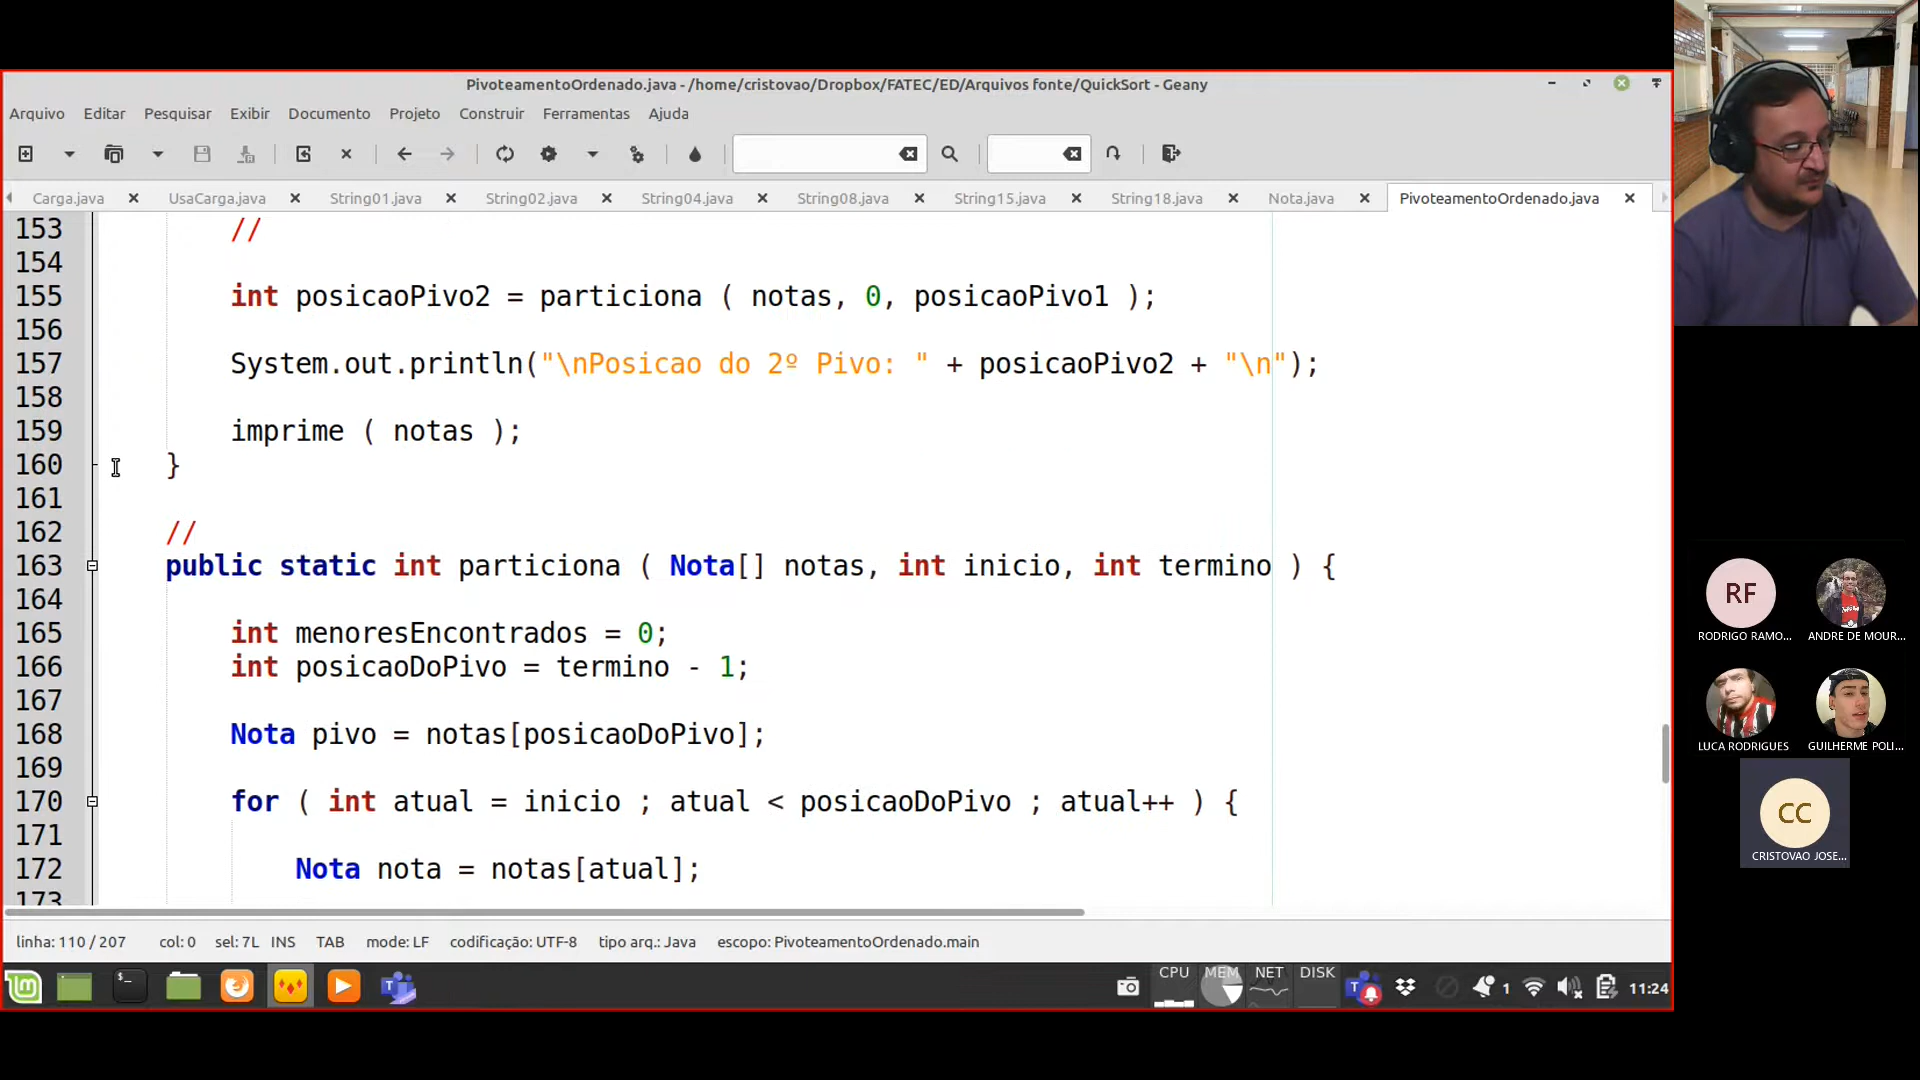 PivoteamentoOrdenado.java - /home/cristovao/Dropbox/FATEC/ED/Arquivos fonte/QuickSort - Geany
Arquivo Editar Pesquisar Exibir Documento Projeto Construir Ferramentas Ajuda
Carga.java UsaCarga.java String01.java String02.java String04.java String08.java String15.java String18.java Nota.java PivoteamentoOrdenado.java
153 //
154
155 int posicaoPivo2 = particiona ( notas, 0, posicaoPivo1 );
156
157 System.out.println("\nPosicao do 2º Pivo: " + posicaoPivo2 + "\n");
158
159 imprime ( notas );
160 }
161
162 //
163 public static int particiona ( Nota[] notas, int inicio, int termino ) {
164
165 int menoresEncontrados = 0;
166 int posicaoDoPivo = termino - 1;
167
168 Nota pivo = notas[posicaoDoPivo];
169
170 for ( int atual = inicio ; atual < posicaoDoPivo ; atual++ ) {
171
172 Nota nota = notas[atual];
173
linha: 110 / 207 col: 0 sel: 7L INS TAB mode: LF codificação: UTF-8 tipo arq.: Java escopo: PivoteamentoOrdenado.main
CPU MEM NET DISK 1 11:24
RF
RODRIGO RAMO... ANDRE DE MOUR...
LUCA RODRIGUES GUILHERME POLI...
CC
CRISTOVAO JOSE...